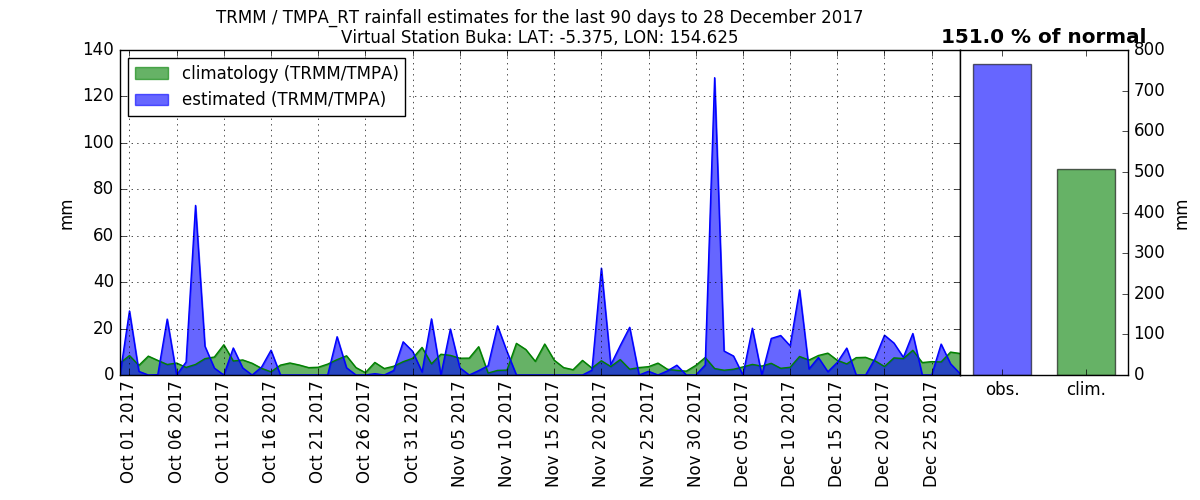 TRMM / TMPA_RT rainfall estimates for the last 90 days to 28 December 2017
Virtual Station Buka: LAT: -5.375, LON: 154.625
151.0 % of normal
climatology (TRMM/TMPA)
estimated (TRMM/TMPA)
140
120
100
80
60
40
20
0
mm
Oct 01 2017
Oct 06 2017
Oct 11 2017
Oct 16 2017
Oct 21 2017
Oct 26 2017
Oct 31 2017
Nov 05 2017
Nov 10 2017
Nov 15 2017
Nov 20 2017
Nov 25 2017
Nov 30 2017
Dec 05 2017
Dec 10 2017
Dec 15 2017
Dec 20 2017
Dec 25 2017
800
700
600
500
400
300
200
100
0
mm
obs.
clim.